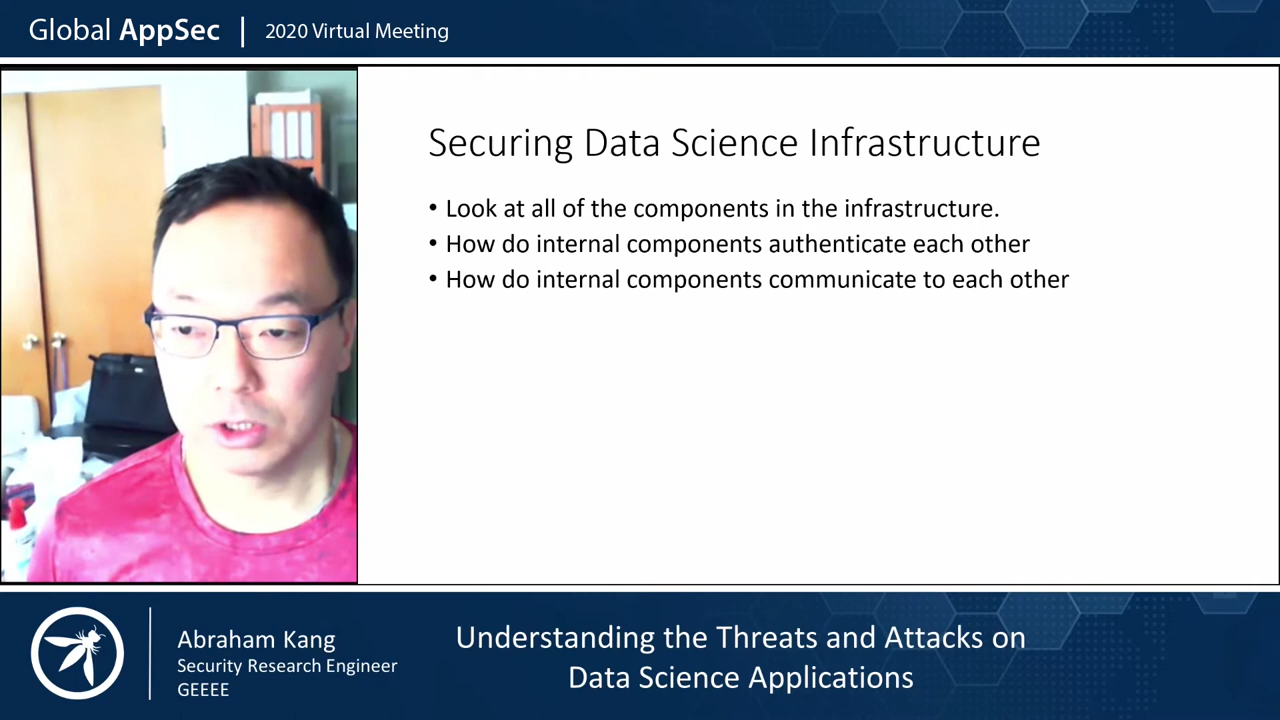 Global AppSec | 2020 Virtual Meeting
Securing Data Science Infrastructure
• Look at all of the components in the infrastructure.
• How do internal components authenticate each other
• How do internal components communicate to each other
Abraham Kang
Security Research Engineer
GEEEE
Understanding the Threats and Attacks on
Data Science Applications